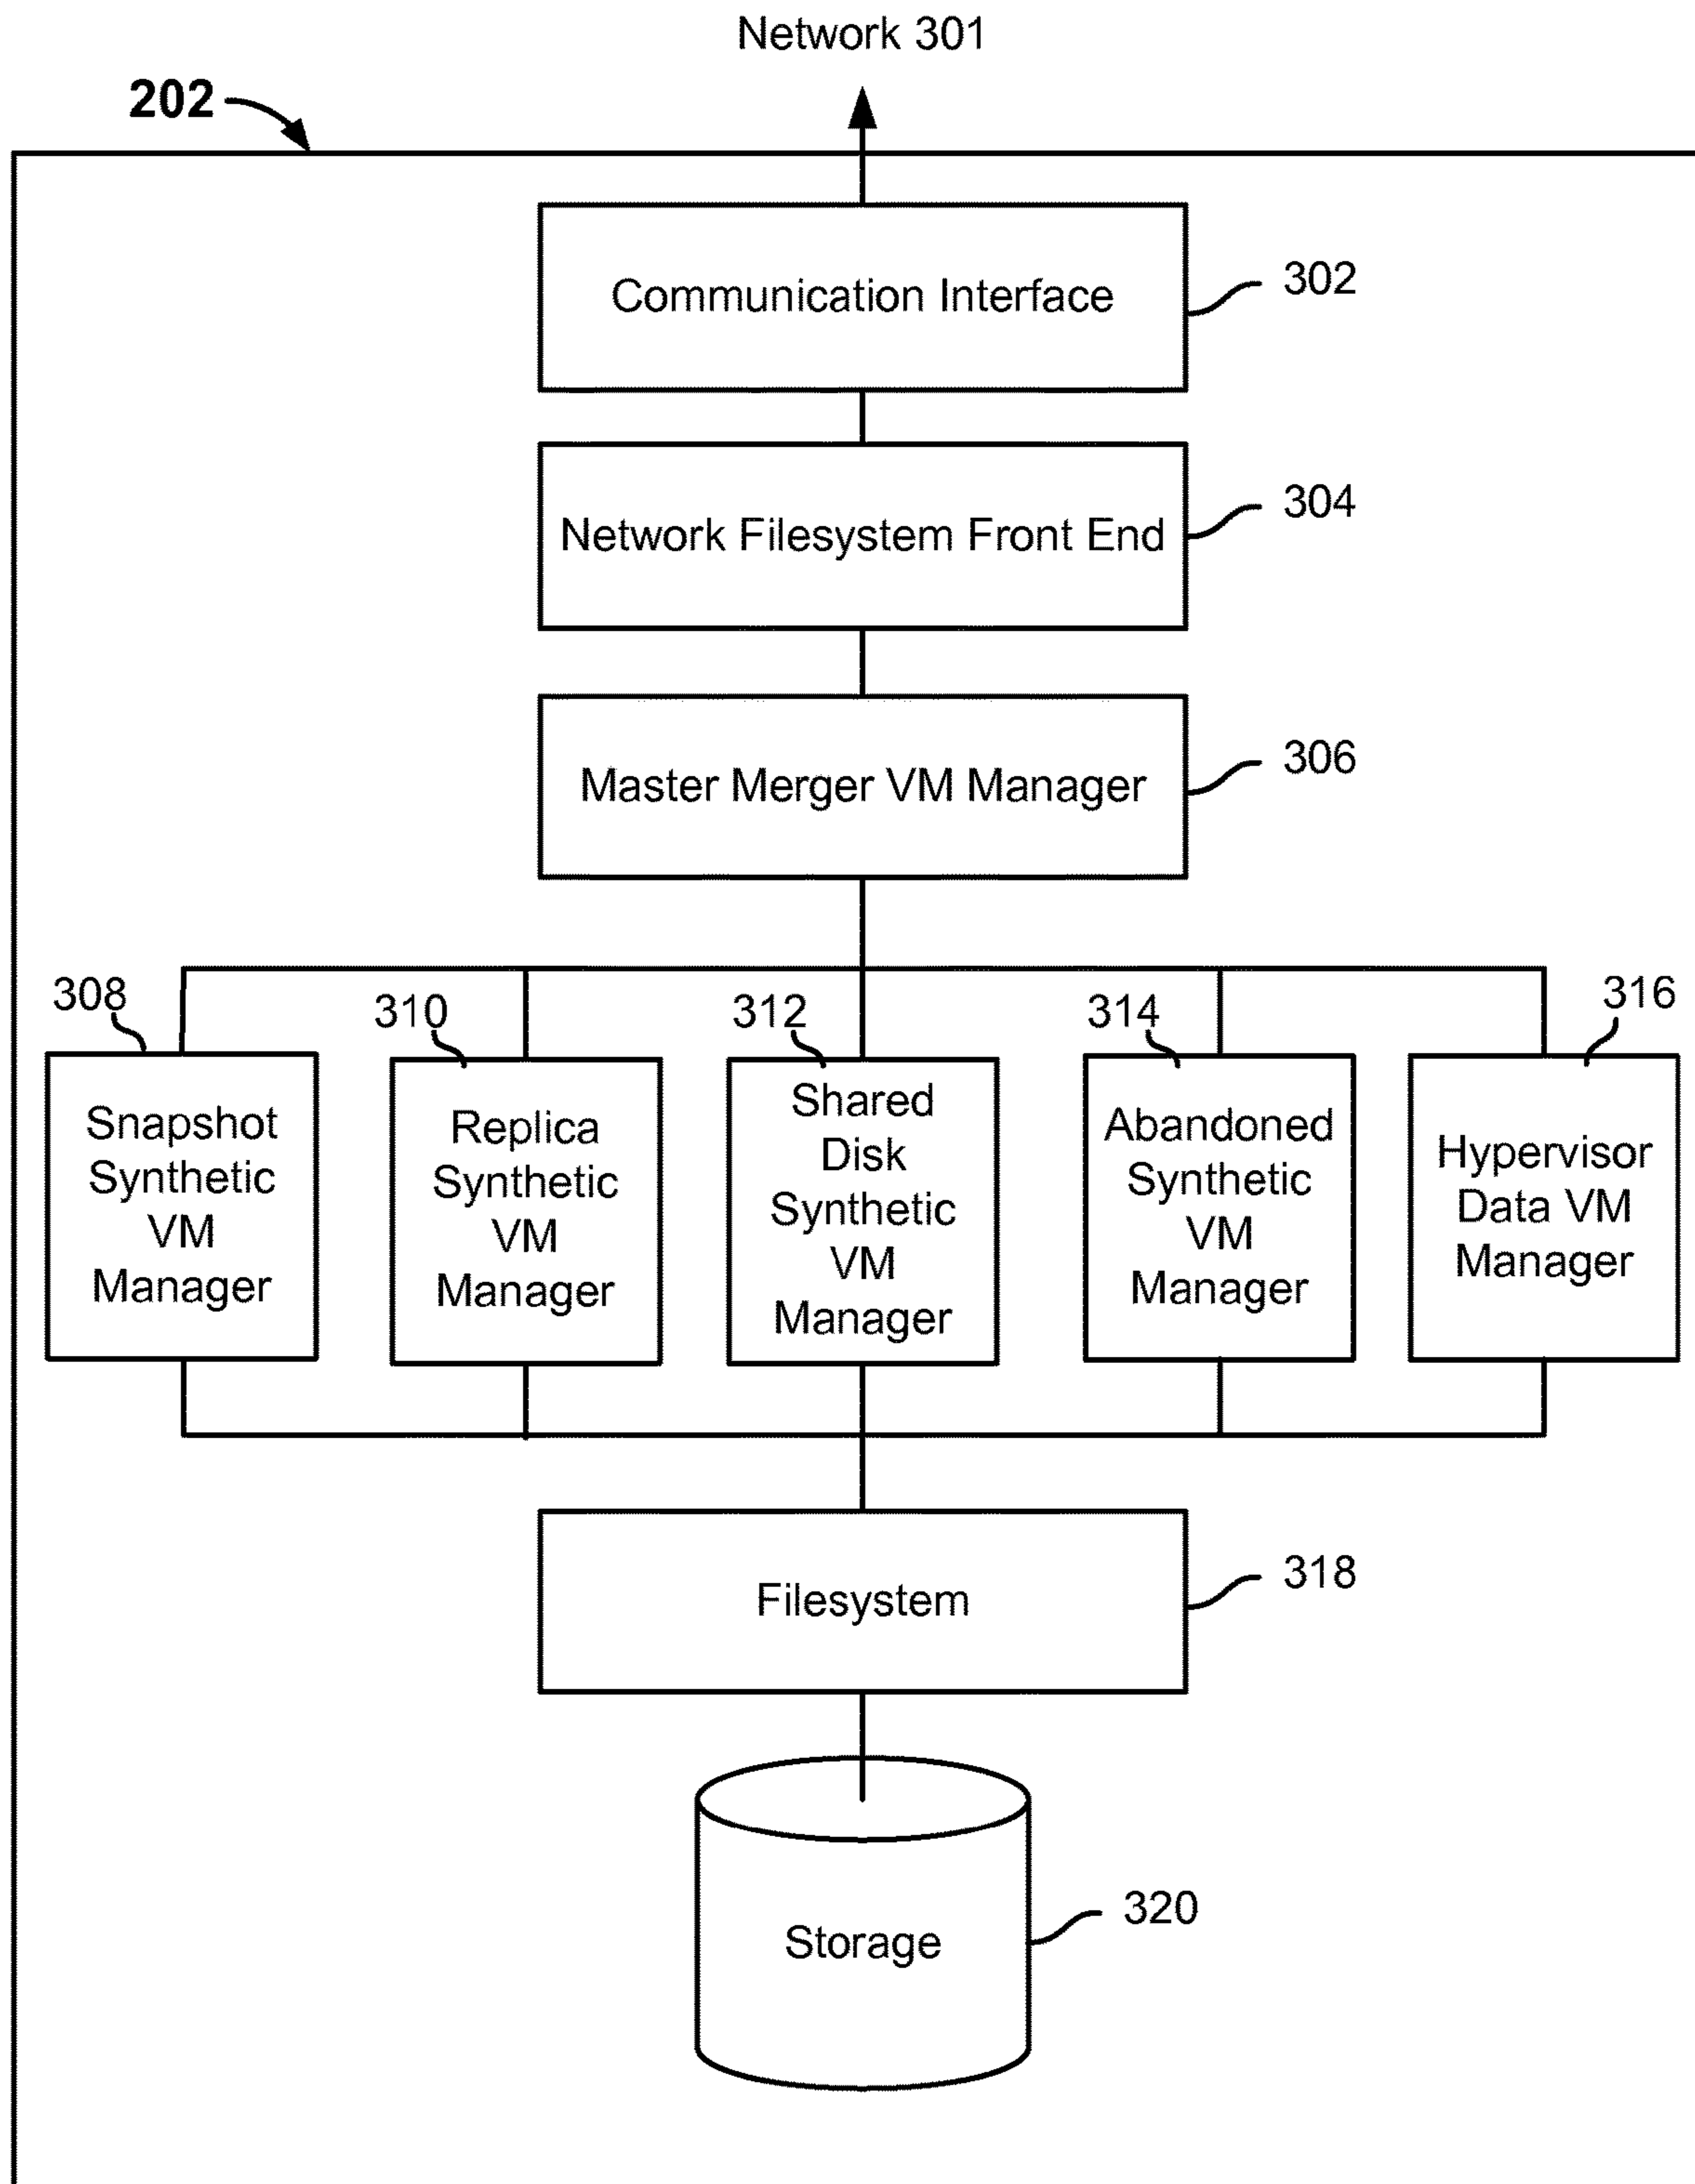 Network 301
202
Communication Interface
302
Network Filesystem Front End
304
Master Merger VM Manager
306
308
310
312
314
316
Snapshot
Synthetic
VM
Manager
Replica
Synthetic
VM
Manager
Shared
Disk
Synthetic
VM
Manager
Abandoned
Synthetic
VM
Manager
Hypervisor
Data VM
Manager
Filesystem
318
Storage
320